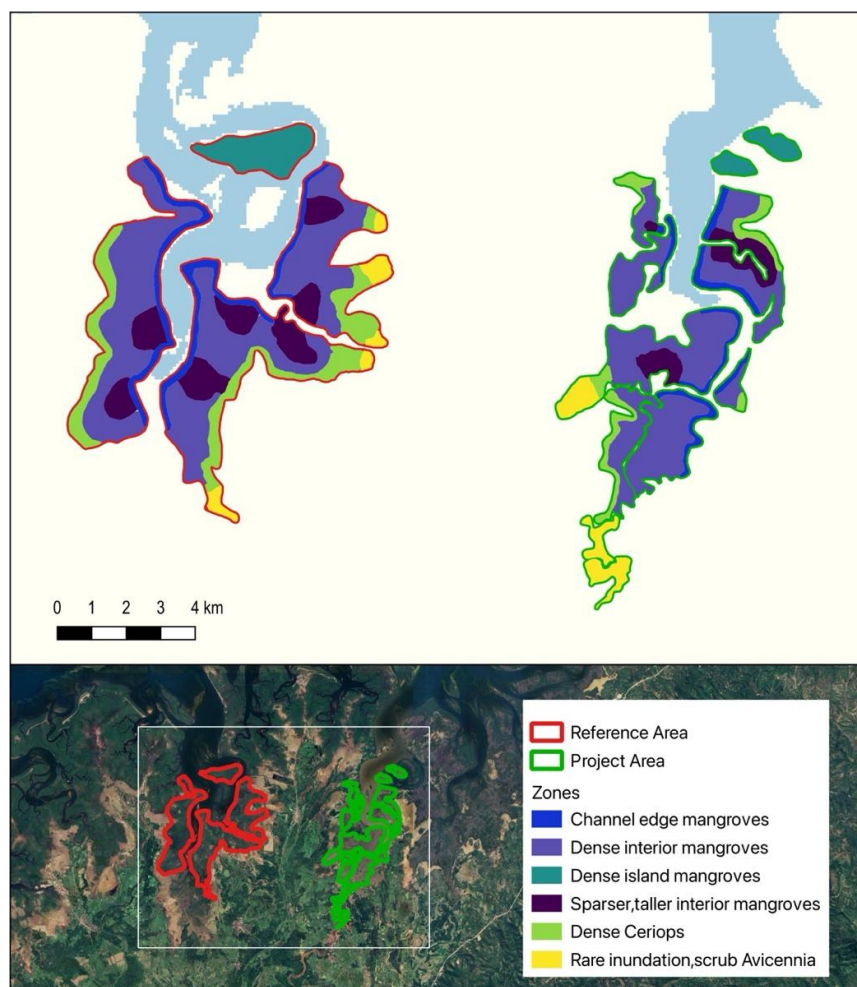 0 1 2 3 4 km
Reference Area
Project Area
Zones
Channel edge mangroves
Dense interior mangroves
Dense island mangroves
Sparser,taller interior mangroves
Dense Ceriops
Rare inundation,scrub Avicennia